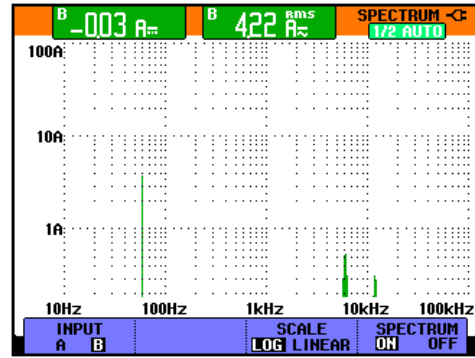 B -0.03 A
B 4.22 rms A
SPECTRUM
1/2 AUTO
100A
10A
1A
10Hz 100Hz 1kHz 10kHz 100kHz
INPUT SCALE SPECTRUM
A B LOG LINEAR ON OFF